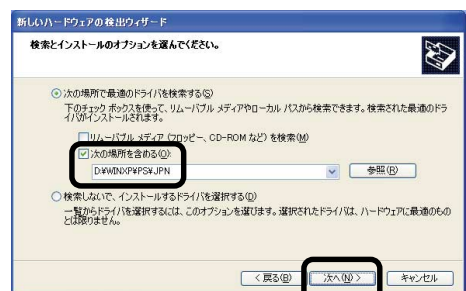 新しいハードウェアの検出ウィザード
検索とインストールのオプションを選んでください。
次の場所で最適のドライバを検索する(S)
下のチェック ボックスを使って、リムーバブル メディアやローカル パスから検索できます。検索された最適のドラ
イバがインストールされます。
リムーバブル メディア (フロッピー、CD-ROM など) を検索(M)
次の場所を含める(O):
D:¥WINXP¥PS¥JPN
参照(R)
検索しないで、インストールするドライバを選択する(D)
一覧からドライバを選択するには、このオプションを選びます。選択されたドライバは、ハードウェアに最適のもの
とは限りません。
< 戻る(B)
次へ(N) >
キャンセル